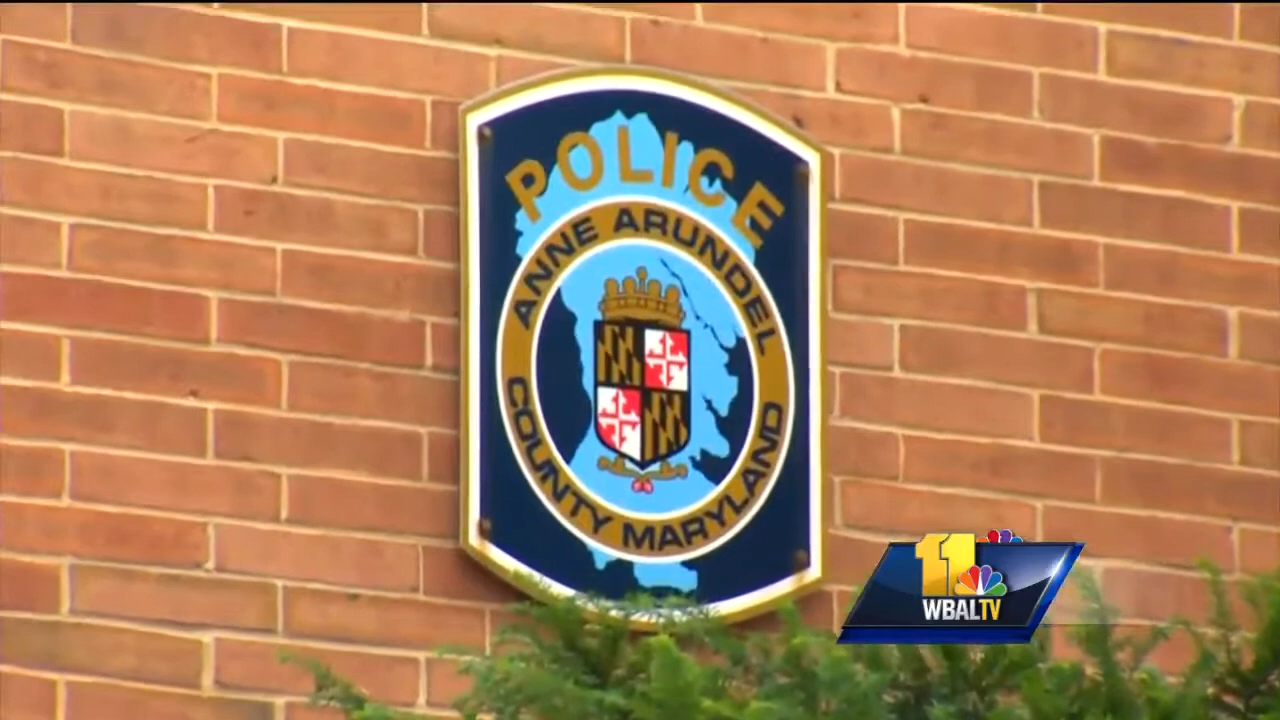 POLICE
ANNE ARUNDEL
COUNTY MARYLAND
11
WBALTV